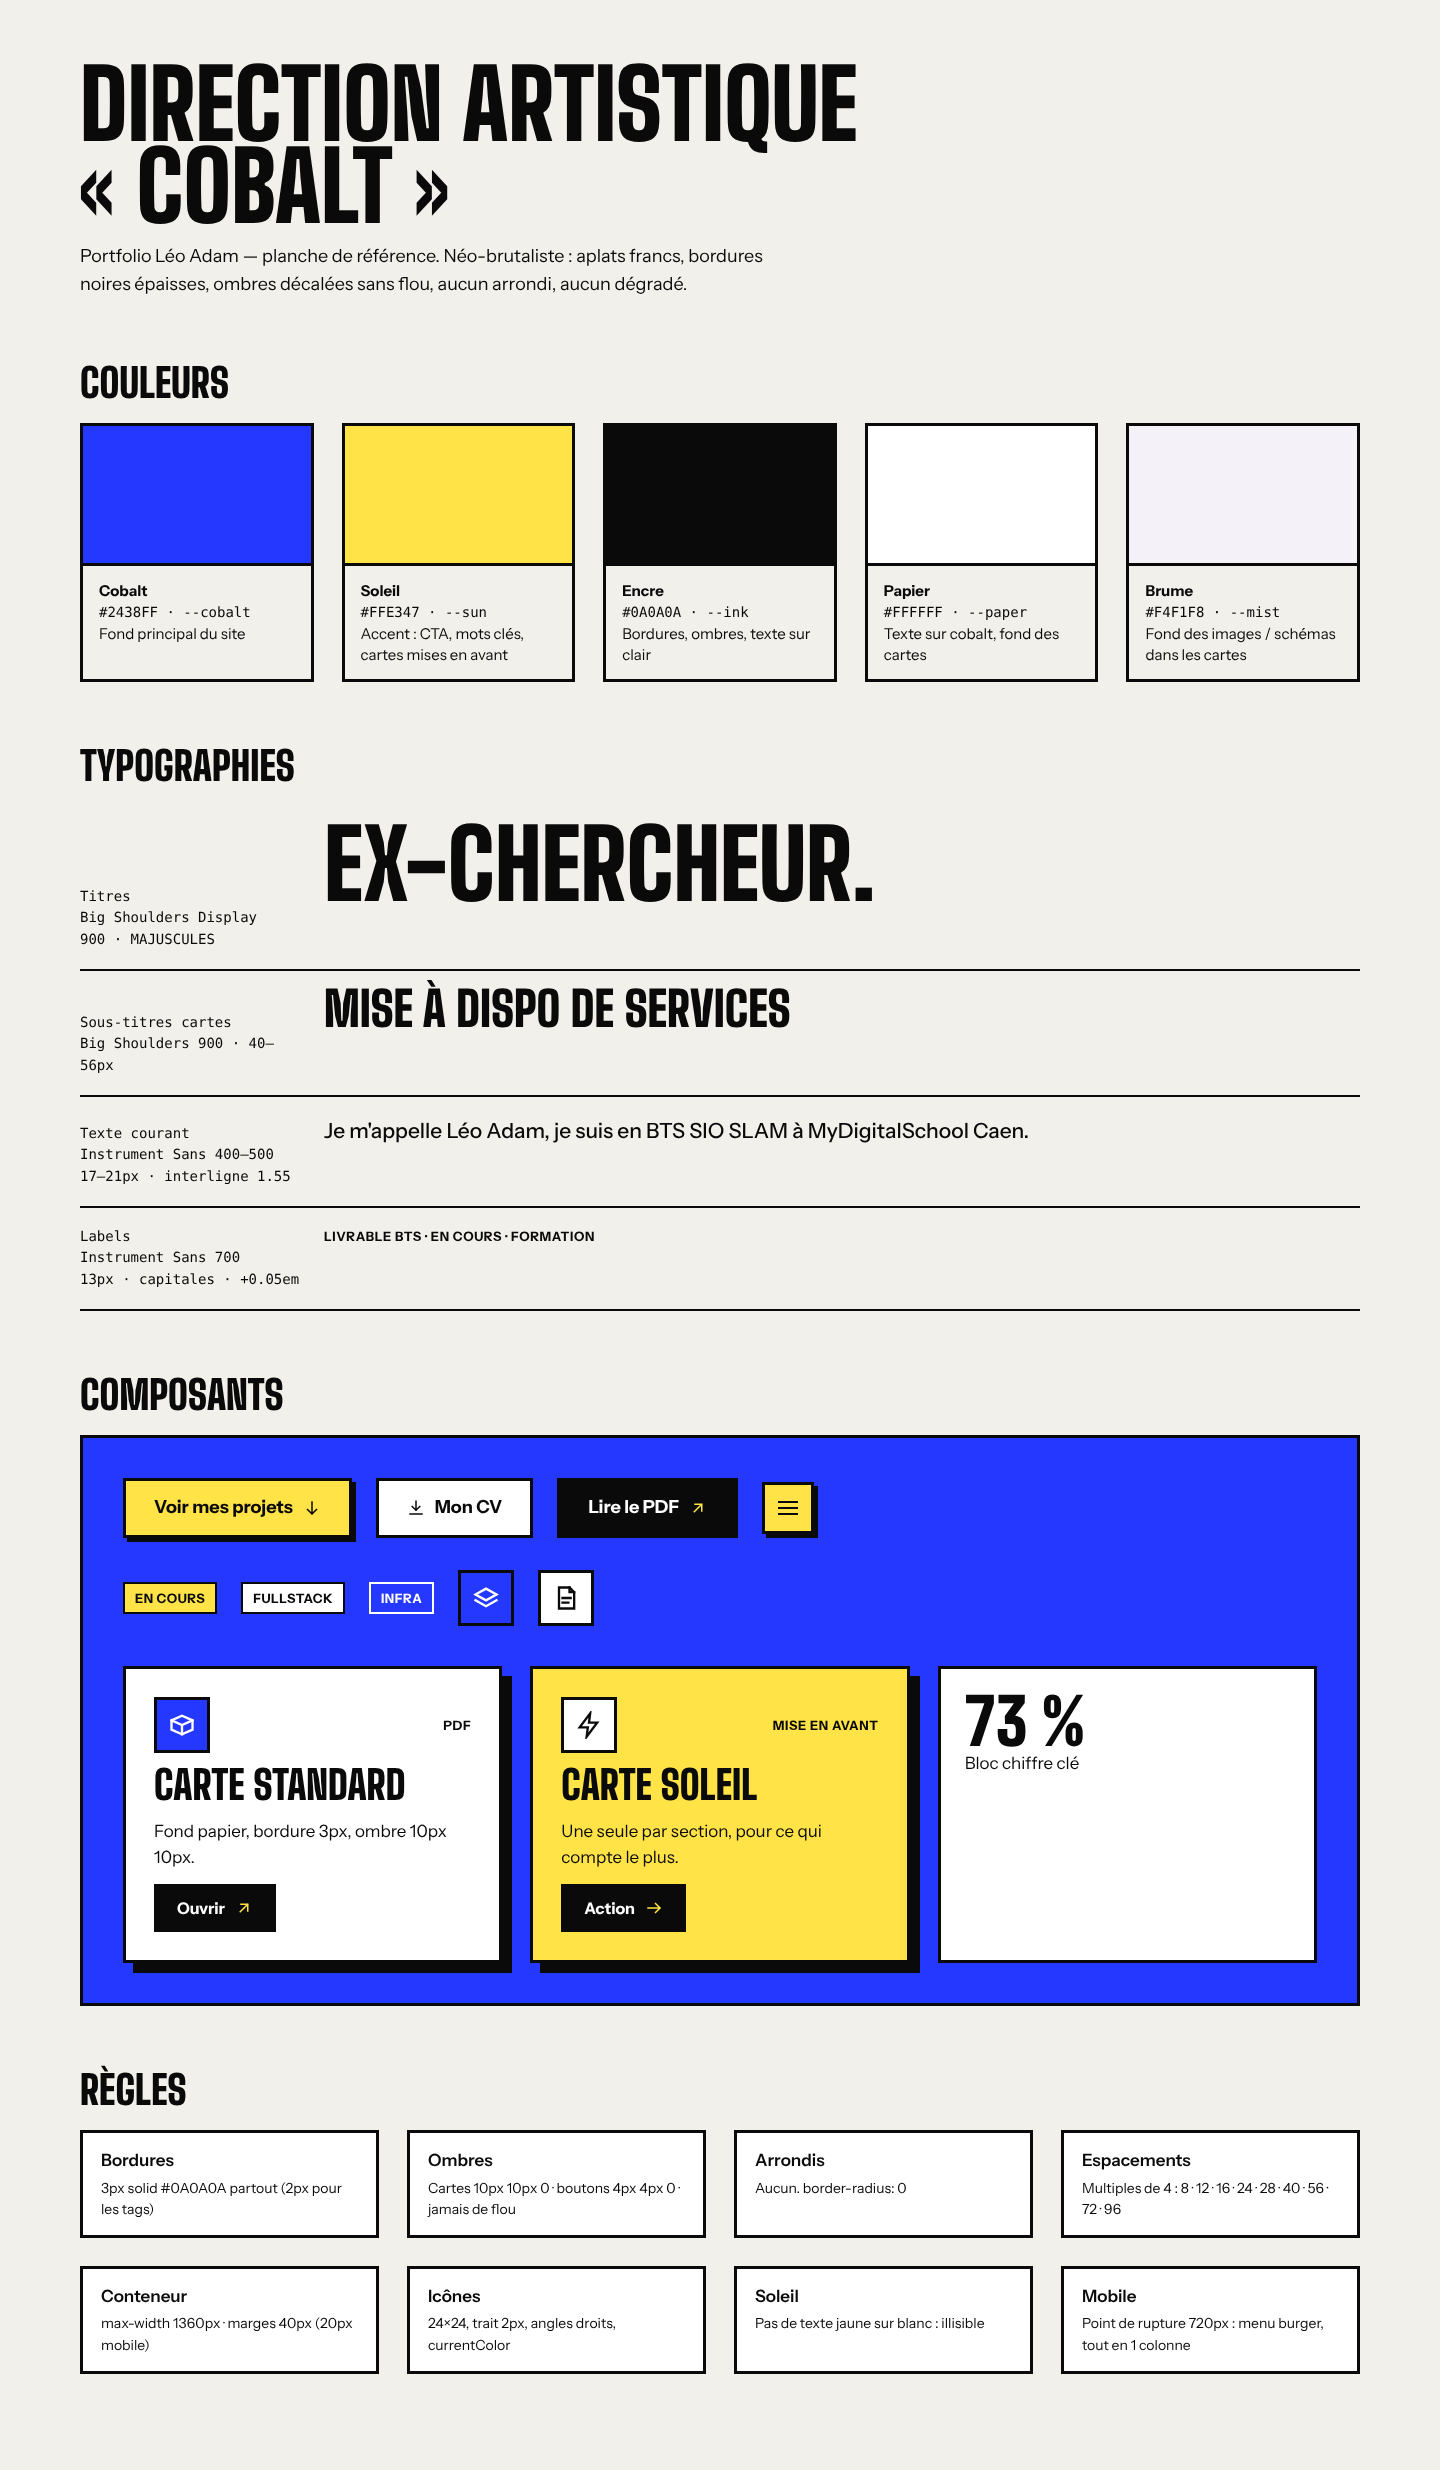 DIRECTION ARTISTIQUE
« COBALT »
Portfolio Léo Adam — planche de référence. Néo-brutaliste : aplats francs, bordures
noires épaisses, ombres décalées sans flou, aucun arrondi, aucun dégradé.
COULEURS
Cobalt
#2438FF · --cobalt
Fond principal du site
Soleil
#FFE347 · --sun
Accent : CTA, mots clés,
cartes mises en avant
Encre
#0A0A0A · --ink
Bordures, ombres, texte sur
clair
Papier
#FFFFFF · --paper
Texte sur cobalt, fond des
cartes
Brume
#F4F1F8 · --mist
Fond des images / schémas
dans les cartes
TYPOGRAPHIES
Titres
Big Shoulders Display
900 · MAJUSCULES
EX-CHERCHEUR.
Sous-titres cartes
Big Shoulders 900 · 40–
56px
MISE À DISPO DE SERVICES
Texte courant
Instrument Sans 400–500
17–21px · interligne 1.55
Je m'appelle Léo Adam, je suis en BTS SIO SLAM à MyDigitalSchool Caen.
Labels
Instrument Sans 700
13px · capitales · +0.05em
LIVRABLE BTS · EN COURS · FORMATION
COMPOSANTS
Voir mes projets
Mon CV
Lire le PDF
EN COURS
FULLSTACK
INFRA
PDF
CARTE STANDARD
Fond papier, bordure 3px, ombre 10px
10px.
Ouvrir
MISE EN AVANT
CARTE SOLEIL
Une seule par section, pour ce qui
compte le plus.
Action
73 %
Bloc chiffre clé
RÈGLES
Bordures
3px solid #0A0A0A partout (2px pour
les tags)
Ombres
Cartes 10px 10px 0 · boutons 4px 4px 0 ·
jamais de flou
Arrondis
Aucun. border-radius: 0
Espacements
Multiples de 4 : 8 · 12 · 16 · 24 · 28 · 40 · 56 ·
72 · 96
Conteneur
max-width 1360px · marges 40px (20px
mobile)
Icônes
24×24, trait 2px, angles droits,
currentColor
Soleil
Pas de texte jaune sur blanc : illisible
Mobile
Point de rupture 720px : menu burger,
tout en 1 colonne